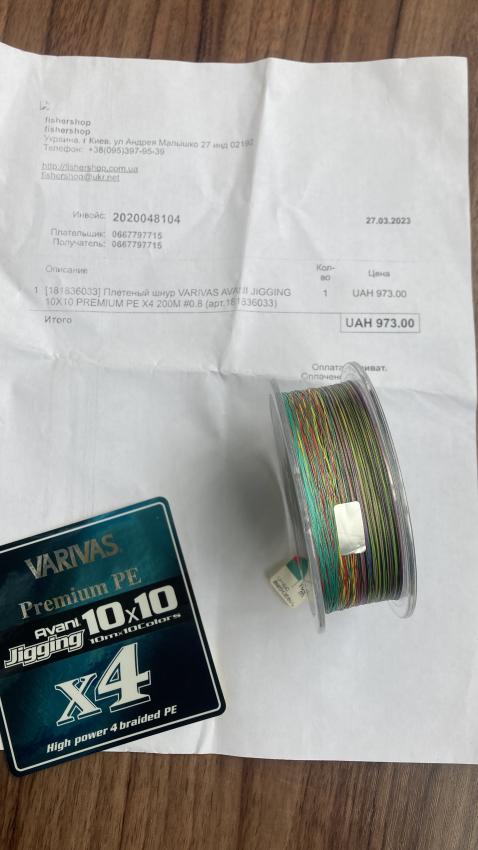 fishershop
fishershop
Украина. г Киев. ул Андрея Малышко 27 инд 02192
Телефон: +38(095)397-95-39
http://fishershop.com.ua
fishershop@ukr.net
Инвойс: 2020048104
27.03.2023
Плательщик: 0667797715
Получатель: 0667797715
Описание
Кол-во
Цена
1 [181836033] Плетеный шнур VARIVAS AVANI JIGGING 1 UAH 973.00
10X10 PREMIUM PE X4 200M #0.8 (арт.181836033)
Итого
UAH 973.00
Оплата
Оплачено
VARIVAS
Premium PE
Avani
Jigging 10x10
10m×10Colors
x4
High power 4 braided PE